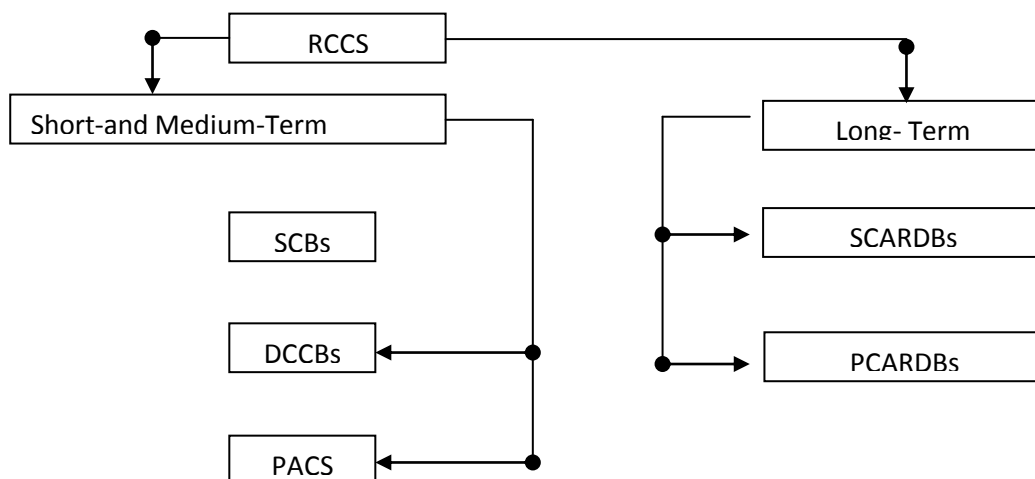 RCCS
Short-and Medium-Term
Long- Term
SCBs
SCARDBs
DCCBs
PCARDBs
PACS